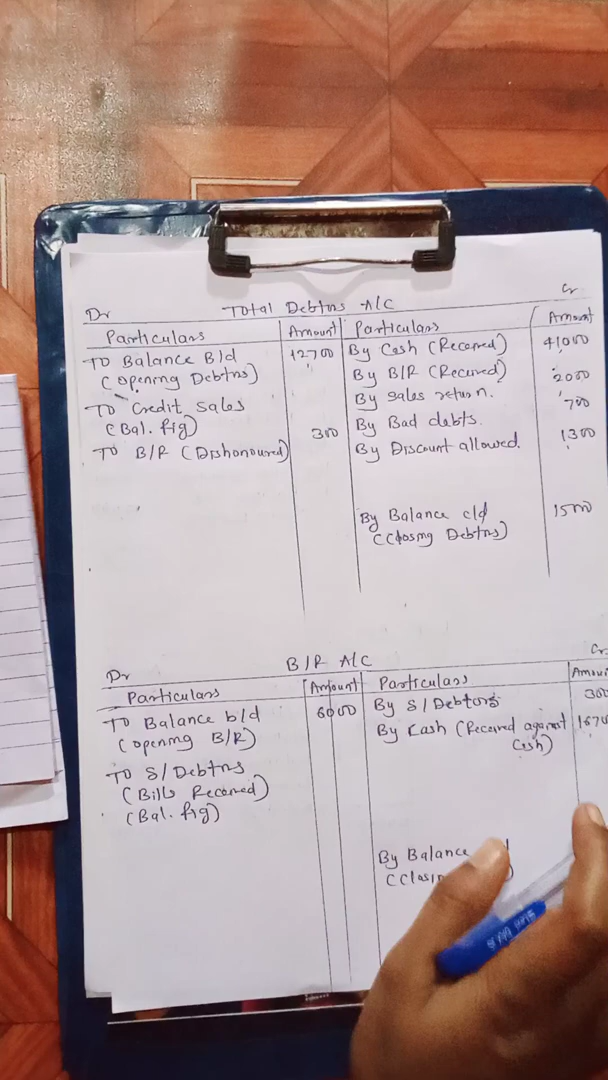 Total Debtors A/C
Dr Cr
Particulars Amount Particulars Amount
To Balance B/d 12700 By Cash (Received) 41000
(opening Debtors) By B/R (Received)
2000
To Credit Sales By Sales return. 700
(Bal. fig) By Bad debts.
300 1300
To B/R (Dishonoured) By Discount allowed.
By Balance c/d 1500
(Closing Debtors)
B/R A/C
Dr Cr.
Particulars Amount Particulars
To Balance b/d 6000 By S/Debtors
(opening B/R) By Cash (Received against
Cash)
To S/Debtors
(Bills Received)
(Bal. fig)
By Balance